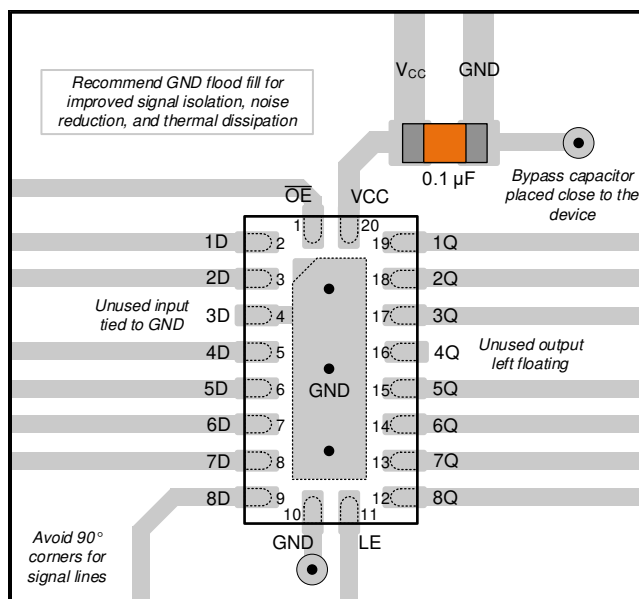 Recommend GND flood fill for
improved signal isolation, noise
reduction, and thermal dissipation
V_CC GND
0.1 µF
Bypass capacitor
placed close to the
device
O̅E̅ VCC
1 20
1D 2 19 1Q
2D 3 18 2Q
Unused input
tied to GND
3D 4 17 3Q
4D 5 16 4Q
Unused output
left floating
5D 6 15 5Q
GND
6D 7 14 6Q
7D 8 13 7Q
8D 9 12 8Q
10 11
GND LE
Avoid 90°
corners for
signal lines